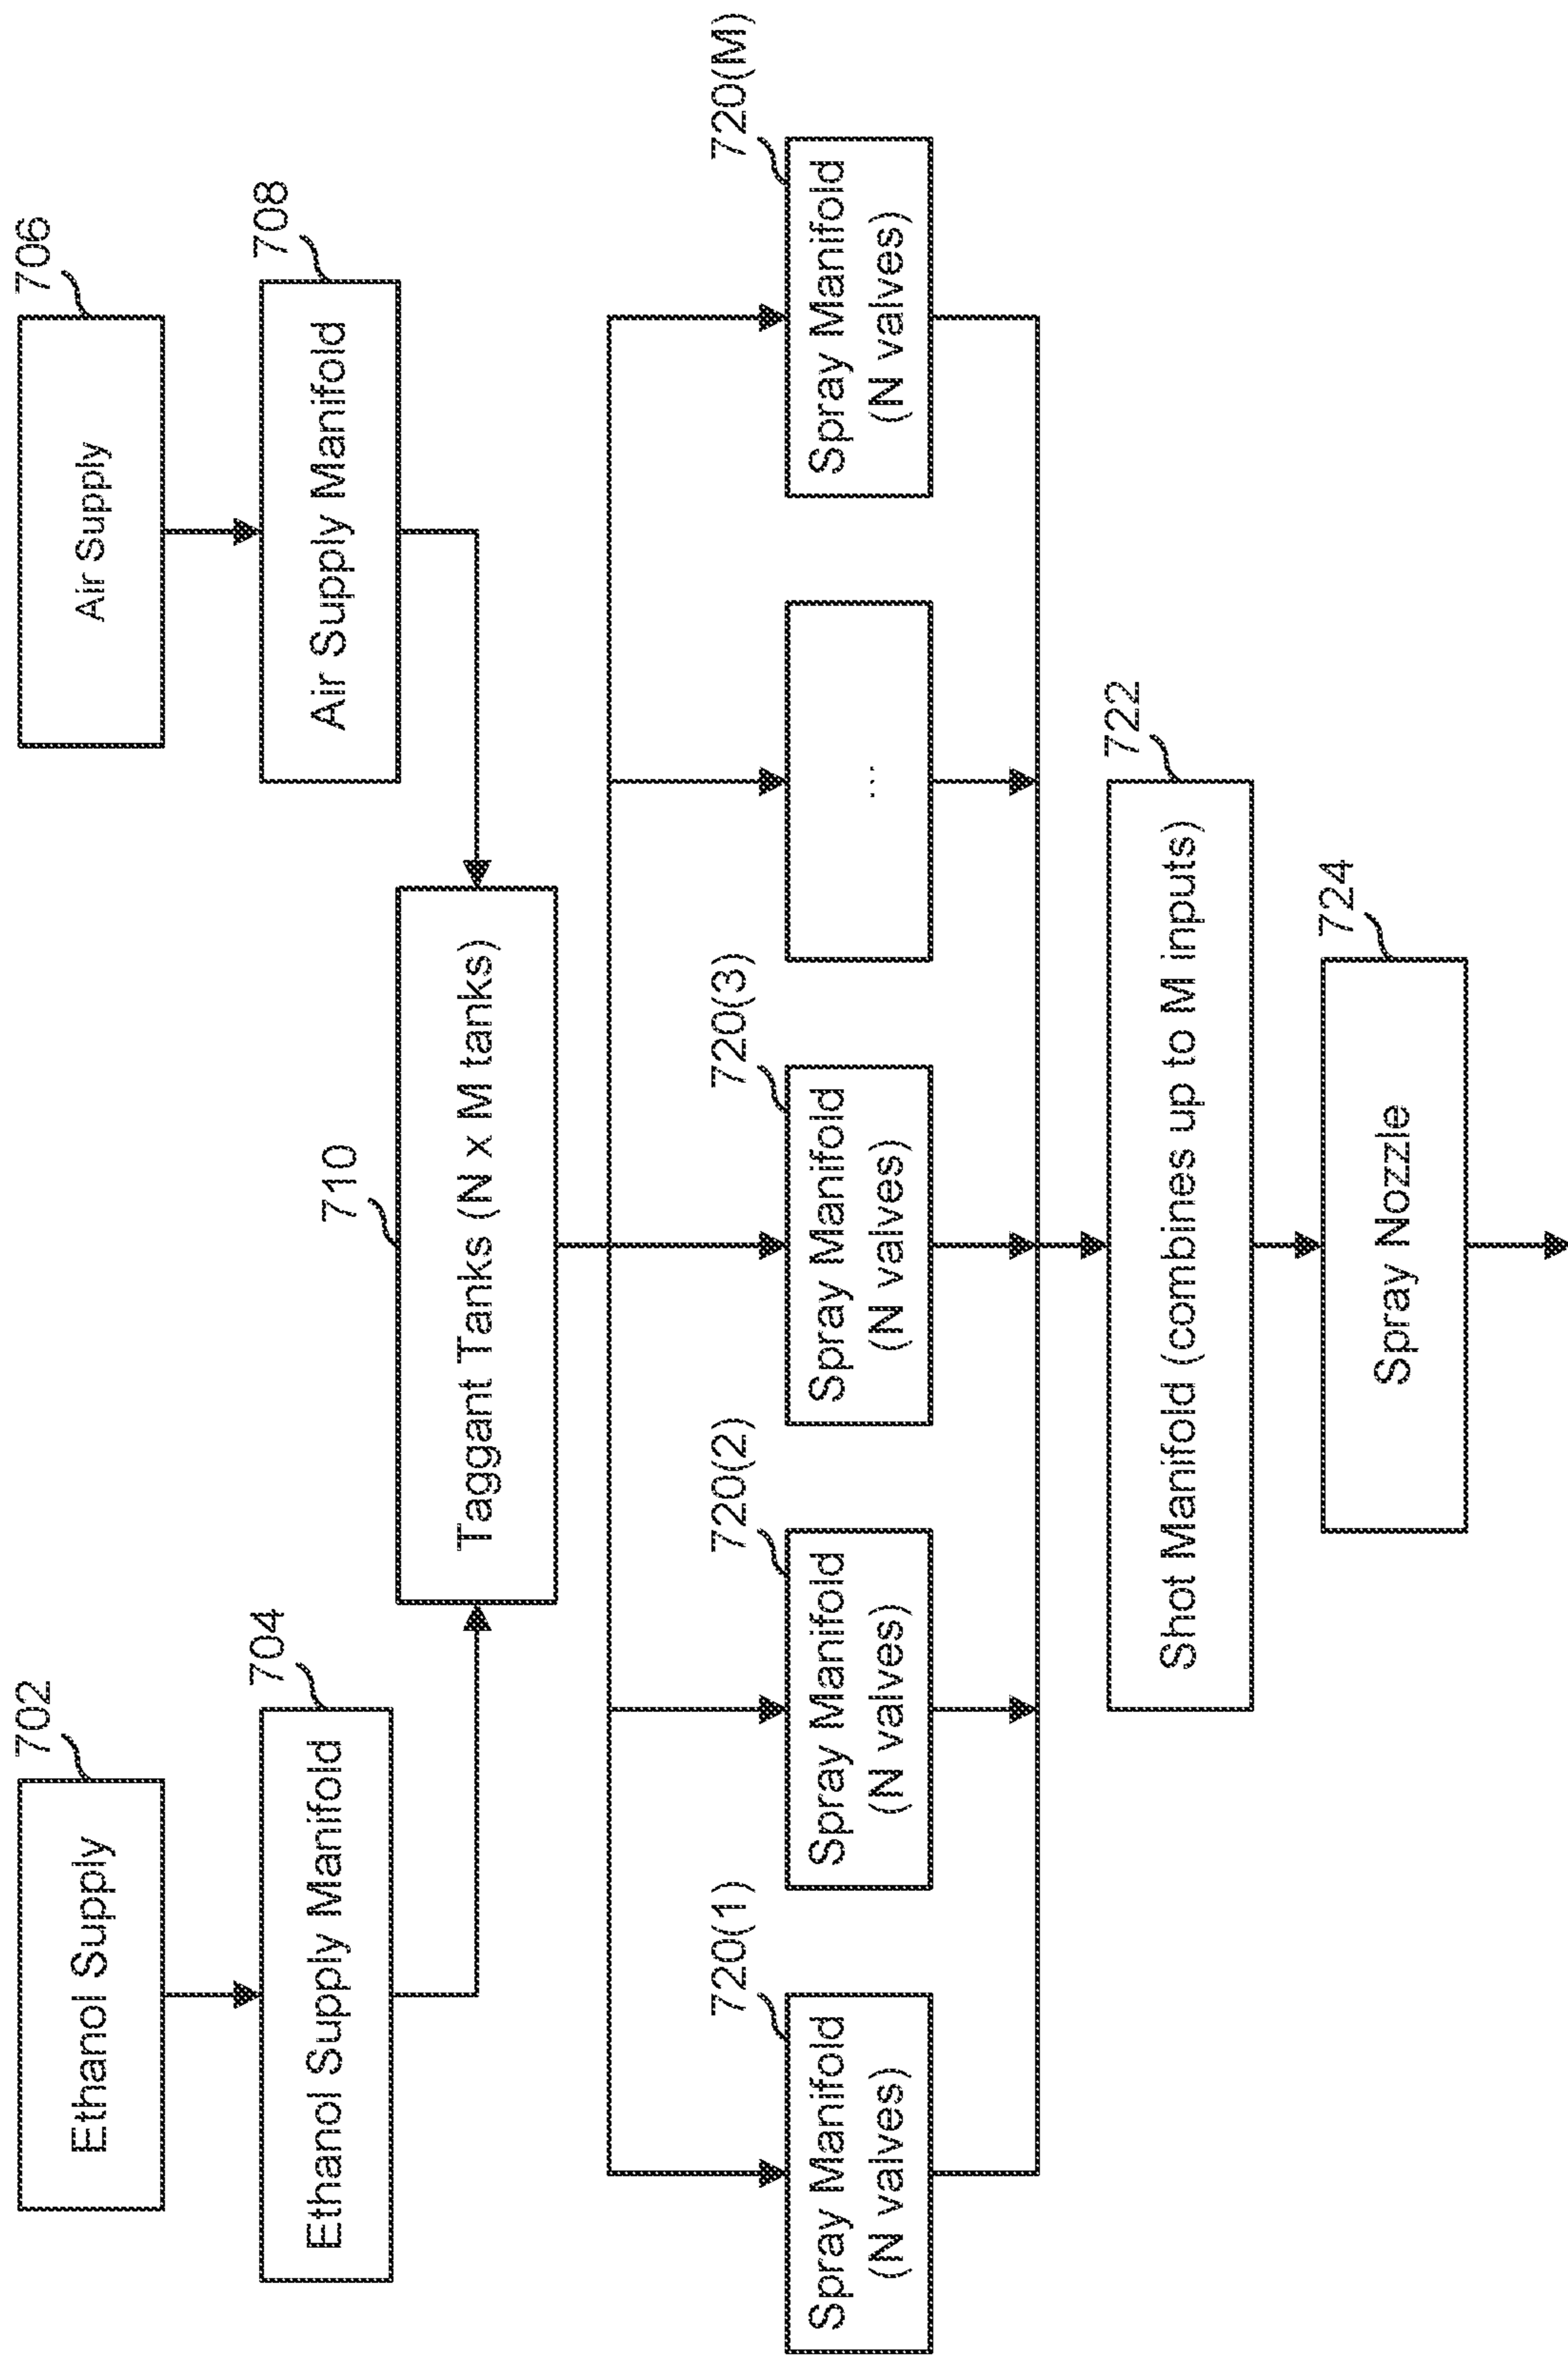 702
Ethanol Supply
706
Air Supply
704
Ethanol Supply Manifold
708
Air Supply Manifold
710
Taggant Tanks (N x M tanks)
720(1)
Spray Manifold
(N valves)
720(2)
Spray Manifold
(N valves)
720(3)
Spray Manifold
(N valves)
...
720(M)
Spray Manifold
(N valves)
722
Shot Manifold (combines up to M inputs)
724
Spray Nozzle